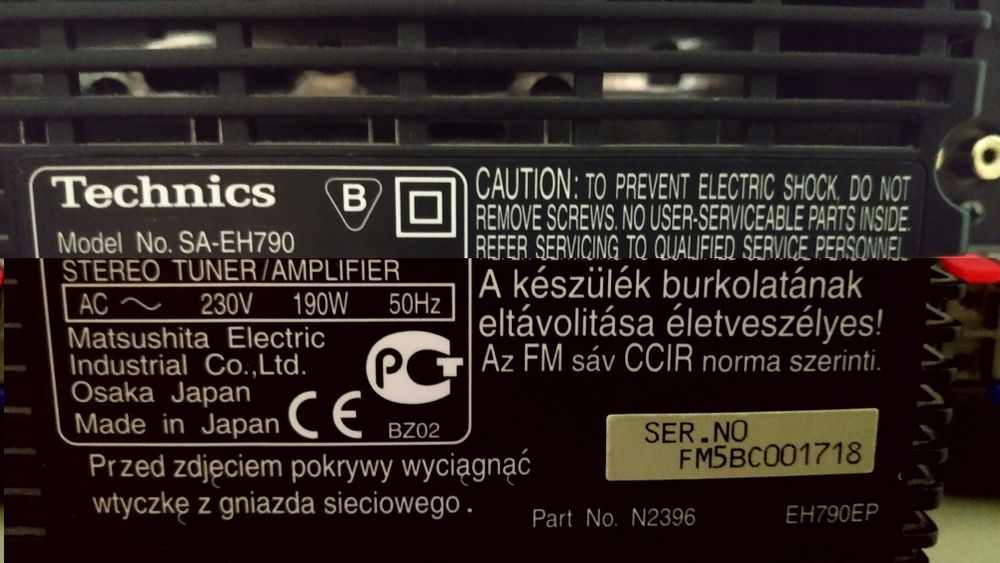 Technics
B
Model No. SA-EH790
STEREO TUNER/AMPLIFIER
AC ~ 230V 190W 50Hz
Matsushita Electric
Industrial Co.,Ltd.
Osaka Japan
Made in Japan
PCT
CE
BZ02
CAUTION: TO PREVENT ELECTRIC SHOCK, DO NOT
REMOVE SCREWS. NO USER-SERVICEABLE PARTS INSIDE.
REFER SERVICING TO QUALIFIED SERVICE PERSONNEL.
A készülék burkolatának
eltávolitása életveszélyes!
Az FM sáv CCIR norma szerinti.
SER.NO
FM5BC001718
Przed zdjęciem pokrywy wyciągnąć
wtyczkę z gniazda sieciowego.
Part No. N2396
EH790EP